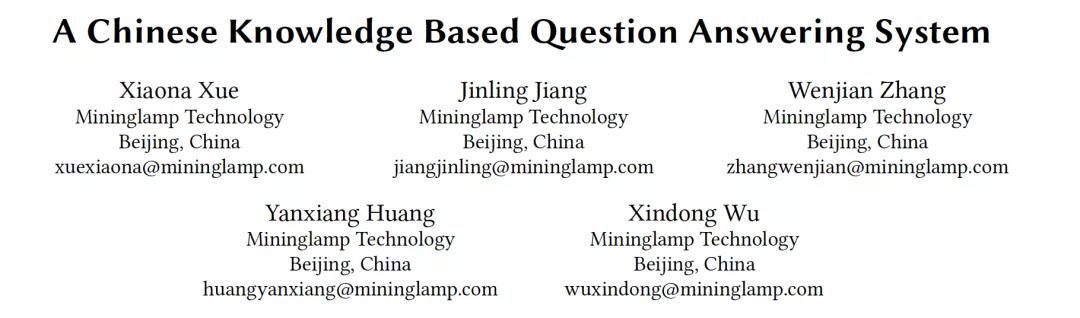 A Chinese Knowledge Based Question Answering System
Xiaona Xue
Mininglamp Technology
Beijing, China
xuexiaona@mininglamp.com
Jinling Jiang
Mininglamp Technology
Beijing, China
jiangjinling@mininglamp.com
Wenjian Zhang
Mininglamp Technology
Beijing, China
zhangwenjian@mininglamp.com
Yanxiang Huang
Mininglamp Technology
Beijing, China
huangyanxiang@mininglamp.com
Xindong Wu
Mininglamp Technology
Beijing, China
wuxindong@mininglamp.com